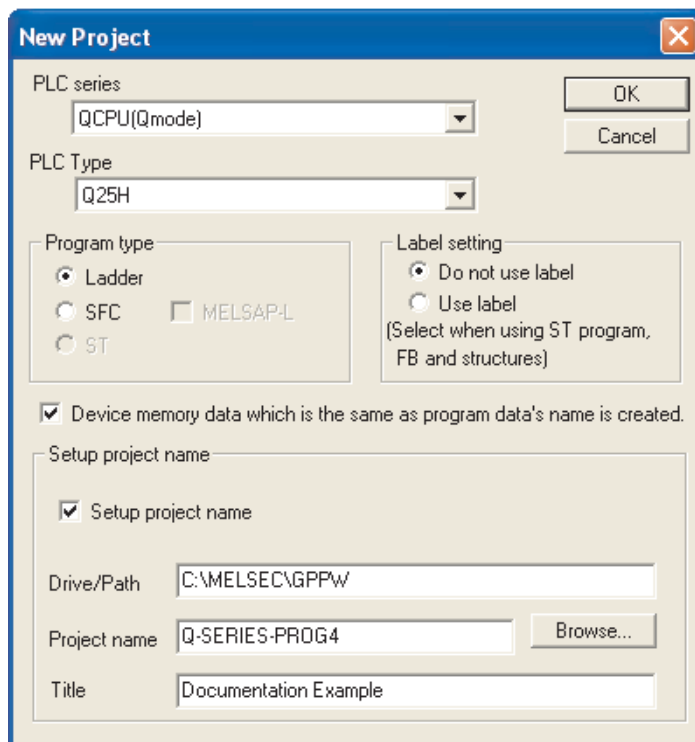 New Project
PLC series
QCPU(Qmode)
OK
Cancel
PLC Type
Q25H
Program type
Ladder
SFC
MELSAP-L
ST
Label setting
Do not use label
Use label
(Select when using ST program,
FB and structures)
Device memory data which is the same as program data's name is created.
Setup project name
Setup project name
Drive/Path
C:\MELSEC\GPPW
Project name
Q-SERIES-PROG4
Browse...
Title
Documentation Example